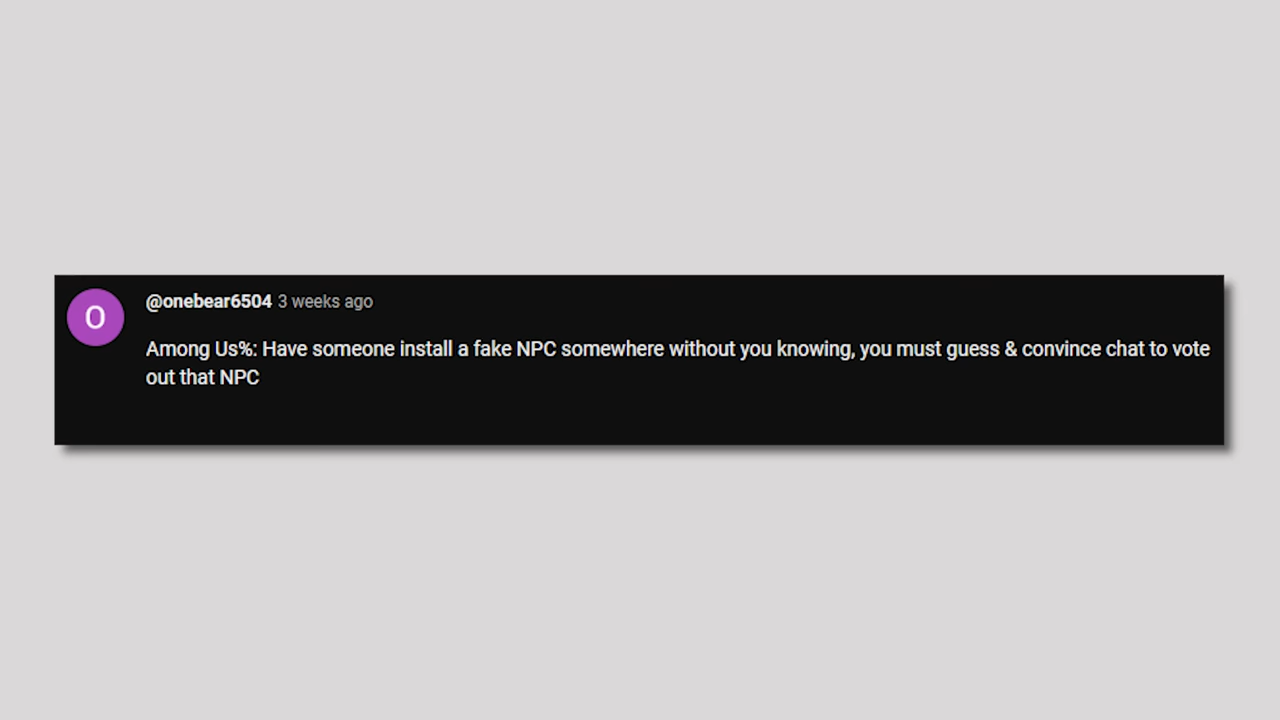 O
@onebear6504 3 weeks ago
Among Us%: Have someone install a fake NPC somewhere without you knowing, you must guess & convince chat to vote
out that NPC